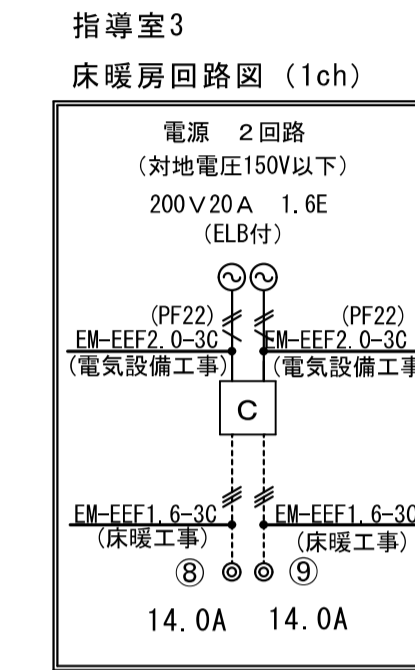 指導室3
床暖房回路図 (1ch)
電源 2回路
(対地電圧150V以下)
200V20A 1.6E
(ELB付)
(PF22) (PF22)
EM-EEF2.0-3C EM-EEF2.0-3C
(電気設備工事) (電気設備工事
C
EM-EEF1.6-3C EM-EEF1.6-3C
(床暖工事) (床暖工事)
⑧ ⑨
14.0A 14.0A